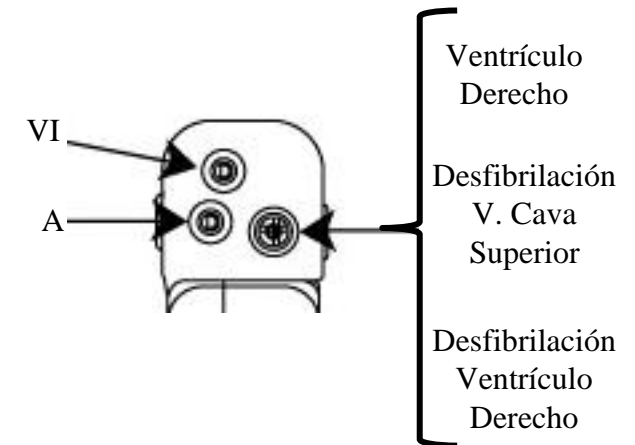 VI
A
Ventrículo
Derecho
Desfibrilación
V. Cava
Superior
Desfibrilación
Ventrículo
Derecho